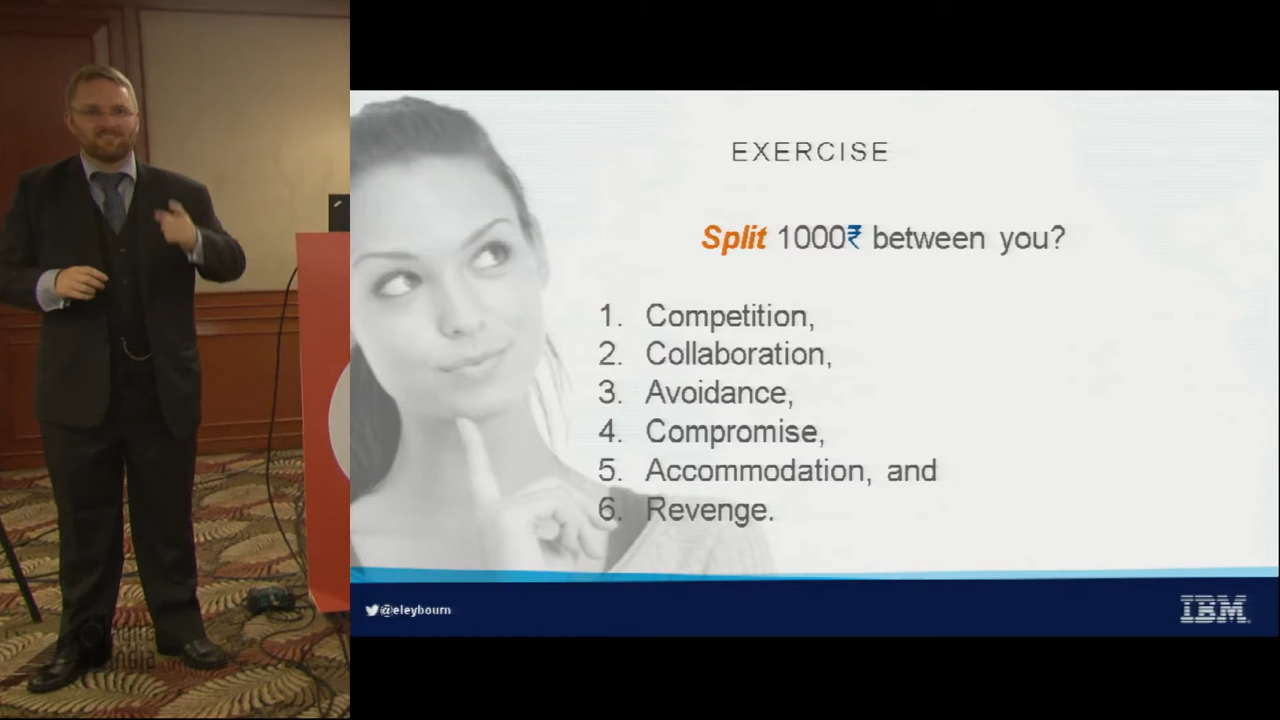 EXERCISE
Split 1000₹ between you?
1. Competition,
2. Collaboration,
3. Avoidance,
4. Compromise,
5. Accommodation, and
6. Revenge.
@eleybourn
IBM
India